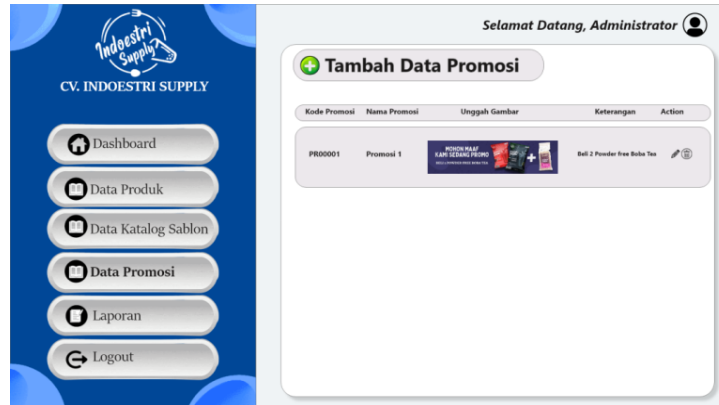 Indoestri
Supply
CV. INDOESTRI SUPPLY
Dashboard
Data Produk
Data Katalog Sablon
Data Promosi
Laporan
Logout
Selamat Datang, Administrator
Tambah Data Promosi
Kode Promosi Nama Promosi Unggah Gambar Keterangan Action
PR00001 Promosi 1 Beli 2 Powder free Boba Tea
MOHON MAAF
KAMI SEDANG PROMO